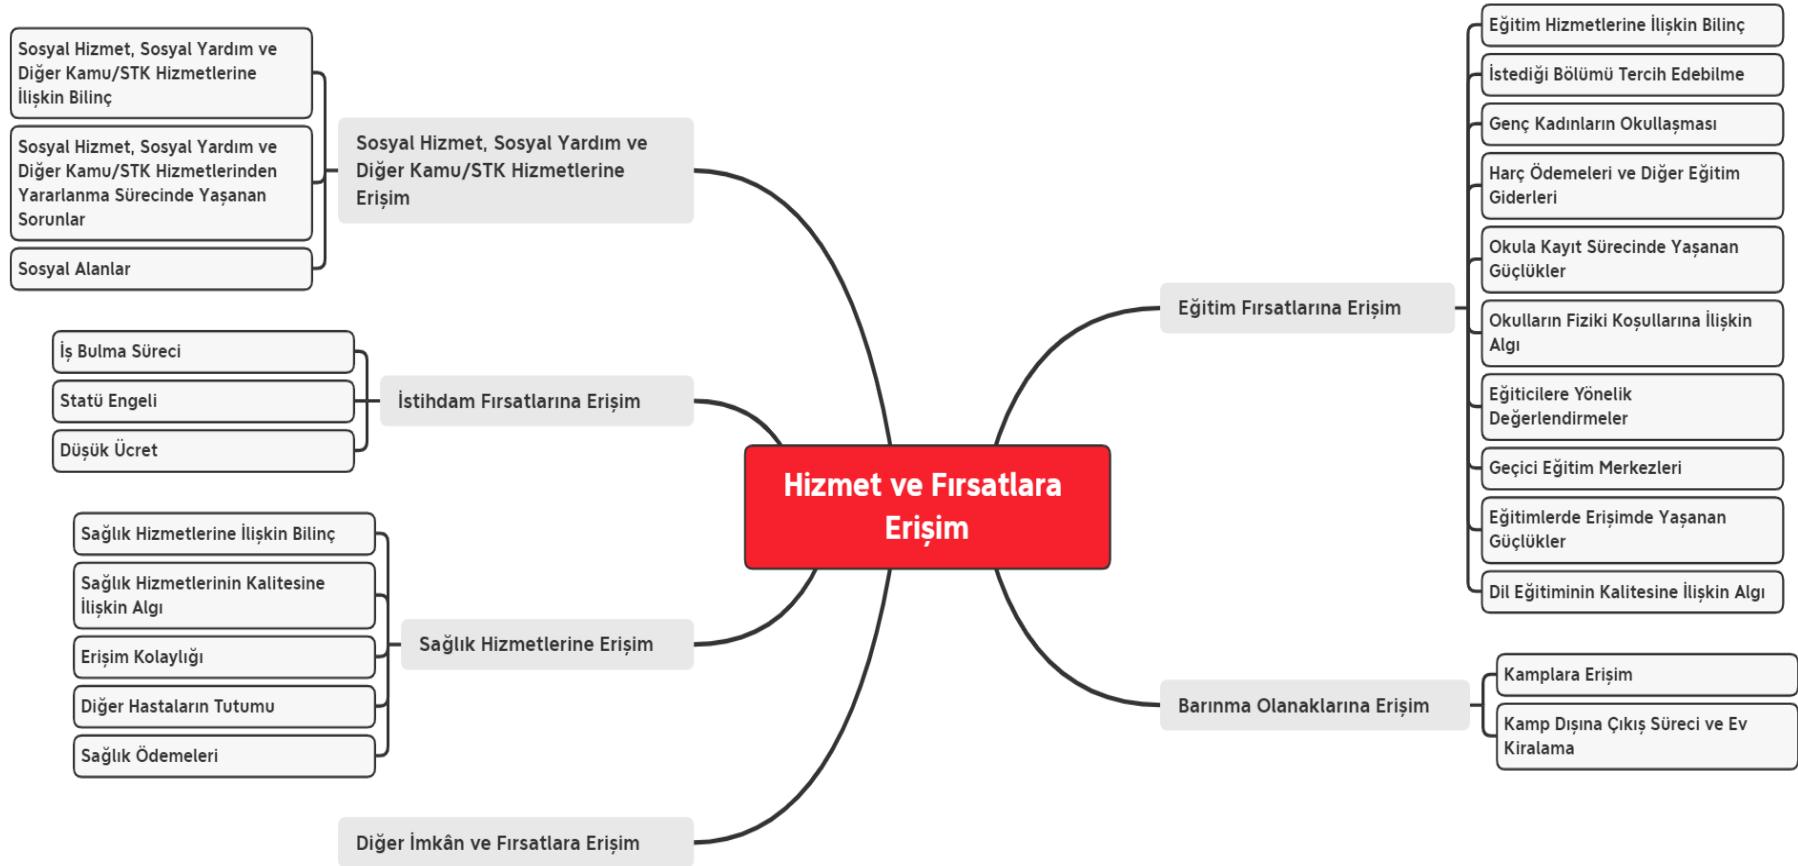 Sosyal Hizmet, Sosyal Yardım ve
Diğer Kamu/STK Hizmetlerine
İlişkin Bilinç
Sosyal Hizmet, Sosyal Yardım ve
Diğer Kamu/STK Hizmetlerinden
Yararlanma Sürecinde Yaşanan
Sorunlar
Sosyal Alanlar
Sosyal Hizmet, Sosyal Yardım ve
Diğer Kamu/STK Hizmetlerine
Erişim
İş Bulma Süreci
Statü Engeli
Düşük Ücret
İstihdam Fırsatlarına Erişim
Sağlık Hizmetlerine İlişkin Bilinç
Sağlık Hizmetlerinin Kalitesine
İlişkin Algı
Erişim Kolaylığı
Diğer Hastaların Tutumu
Sağlık Ödemeleri
Sağlık Hizmetlerine Erişim
Diğer İmkân ve Fırsatlara Erişim
Hizmet ve Fırsatlara
Erişim
Eğitim Fırsatlarına Erişim
Eğitim Hizmetlerine İlişkin Bilinç
İstediği Bölümü Tercih Edebilme
Genç Kadınların Okullaşması
Harç Ödemeleri ve Diğer Eğitim
Giderleri
Okula Kayıt Sürecinde Yaşanan
Güçlükler
Okulların Fiziki Koşullarına İlişkin
Algı
Eğiticilere Yönelik
Değerlendirmeler
Geçici Eğitim Merkezleri
Eğitimlerde Erişimde Yaşanan
Güçlükler
Dil Eğitiminin Kalitesine İlişkin Algı
Barınma Olanaklarına Erişim
Kamplara Erişim
Kamp Dışına Çıkış Süreci ve Ev
Kiralama